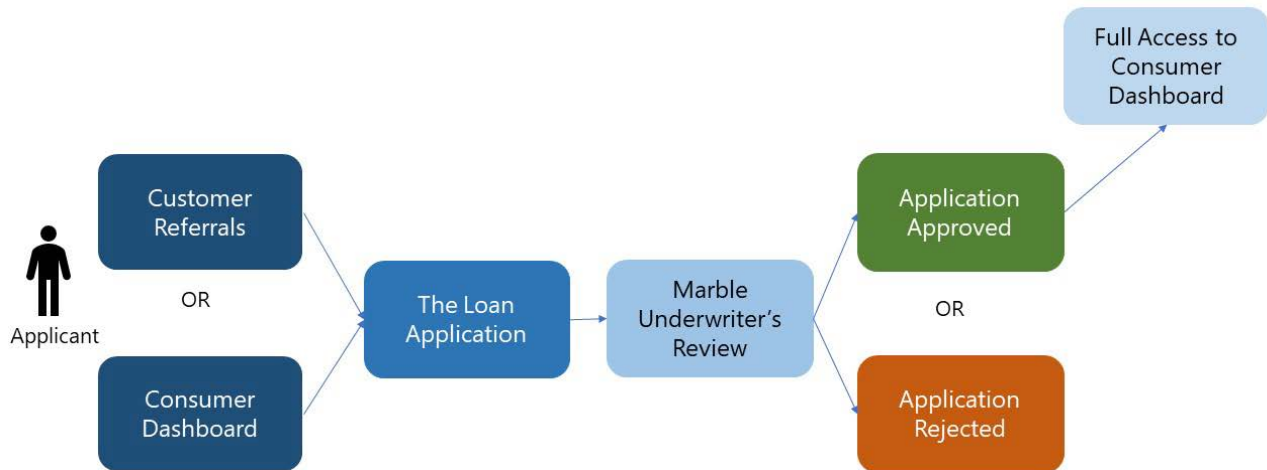 Full Access to
Consumer
Dashboard
Customer
Referrals
Application
Approved
Applicant
OR
The Loan
Application
Marble
Underwriter’s
Review
OR
Consumer
Dashboard
Application
Rejected